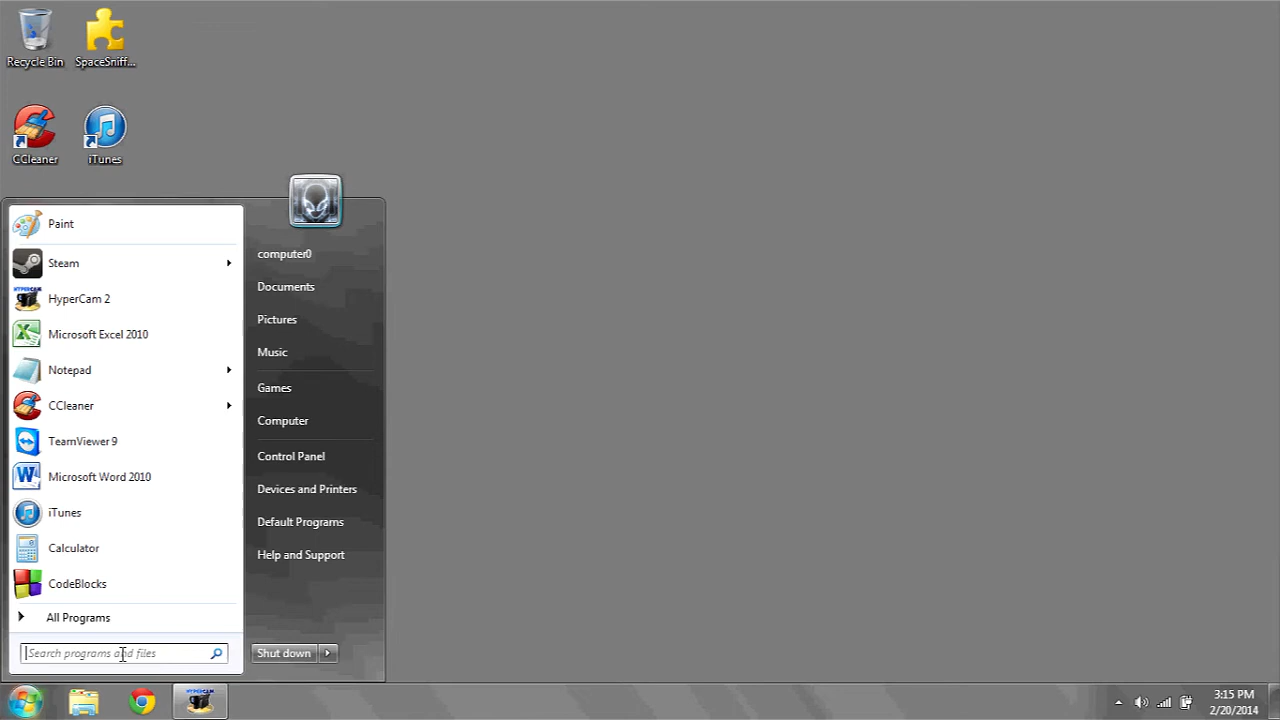 Recycle Bin
SpaceSniff...
CCleaner
iTunes
Paint
Steam
HyperCam 2
Microsoft Excel 2010
Notepad
CCleaner
TeamViewer 9
Microsoft Word 2010
iTunes
Calculator
CodeBlocks
All Programs
Search programs and files
computer0
Documents
Pictures
Music
Games
Computer
Control Panel
Devices and Printers
Default Programs
Help and Support
Shut down
HYPERCAM
3:15 PM
2/20/2014